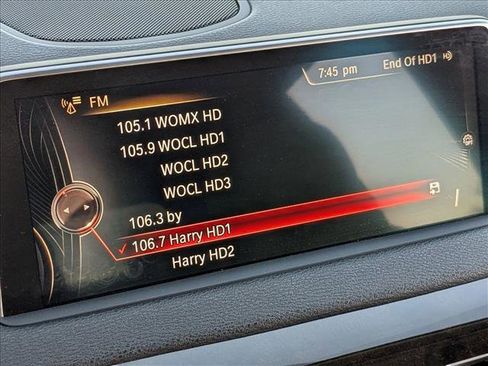 7:45 pm End Of HD1
FM
105.1 WOMX HD
105.9 WOCL HD1
WOCL HD2
WOCL HD3
106.3 by
106.7 Harry HD1
Harry HD2